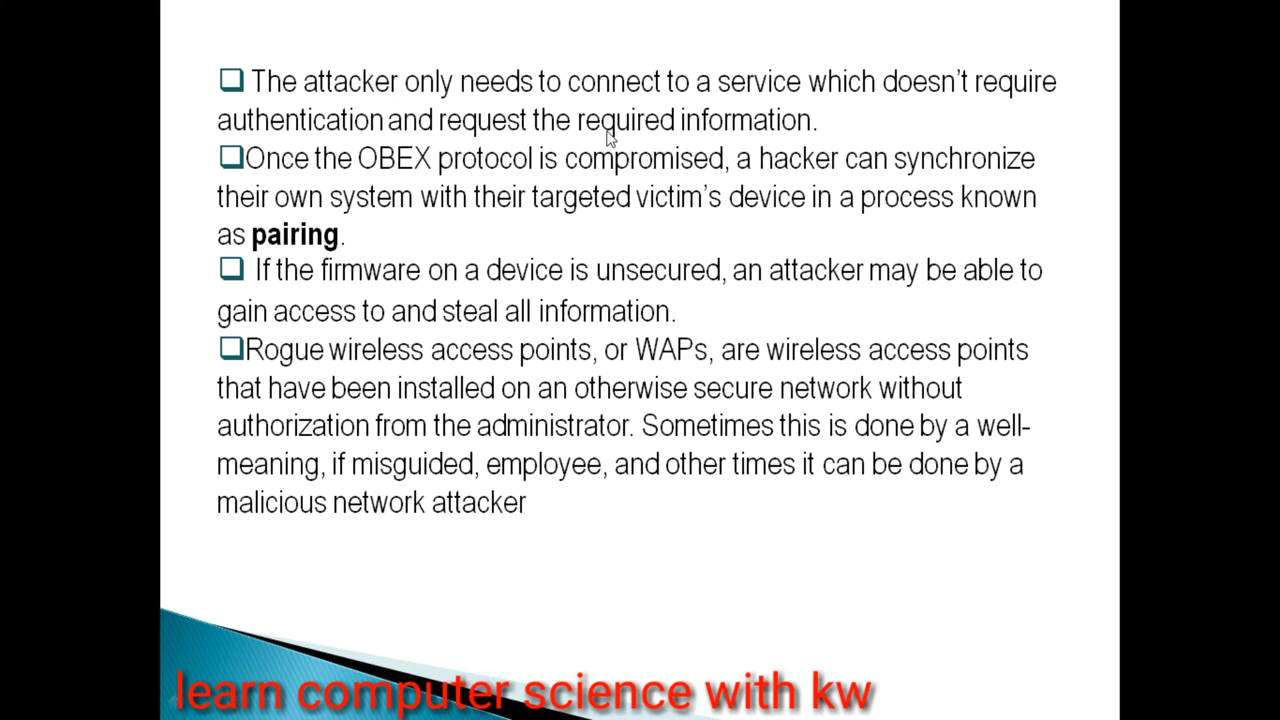 ❑ The attacker only needs to connect to a service which doesn't require
authentication and request the required information.
❑Once the OBEX protocol is compromised, a hacker can synchronize
their own system with their targeted victim's device in a process known
as pairing.
❑ If the firmware on a device is unsecured, an attacker may be able to
gain access to and steal all information.
❑Rogue wireless access points, or WAPs, are wireless access points
that have been installed on an otherwise secure network without
authorization from the administrator. Sometimes this is done by a well-
meaning, if misguided, employee, and other times it can be done by a
malicious network attacker
learn computer science with kw